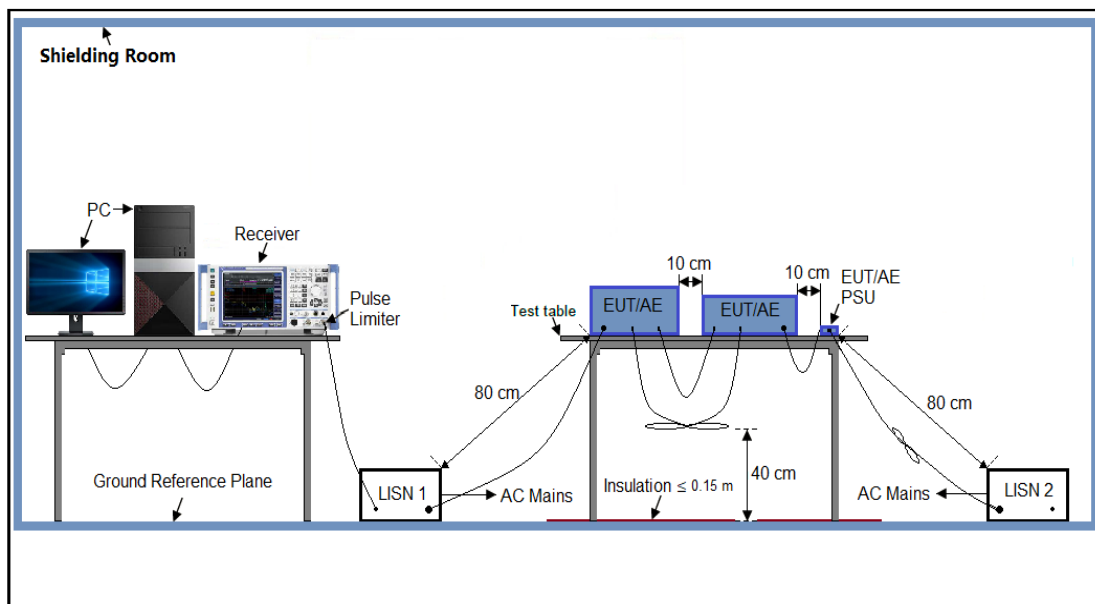 Shielding Room
PC
Receiver
Pulse
Limiter
10 cm
10 cm
EUT/AE
PSU
EUT/AE
EUT/AE
Test table
80 cm
80 cm
40 cm
Ground Reference Plane
LISN 1
AC Mains
Insulation ≤ 0.15 m
AC Mains
LISN 2